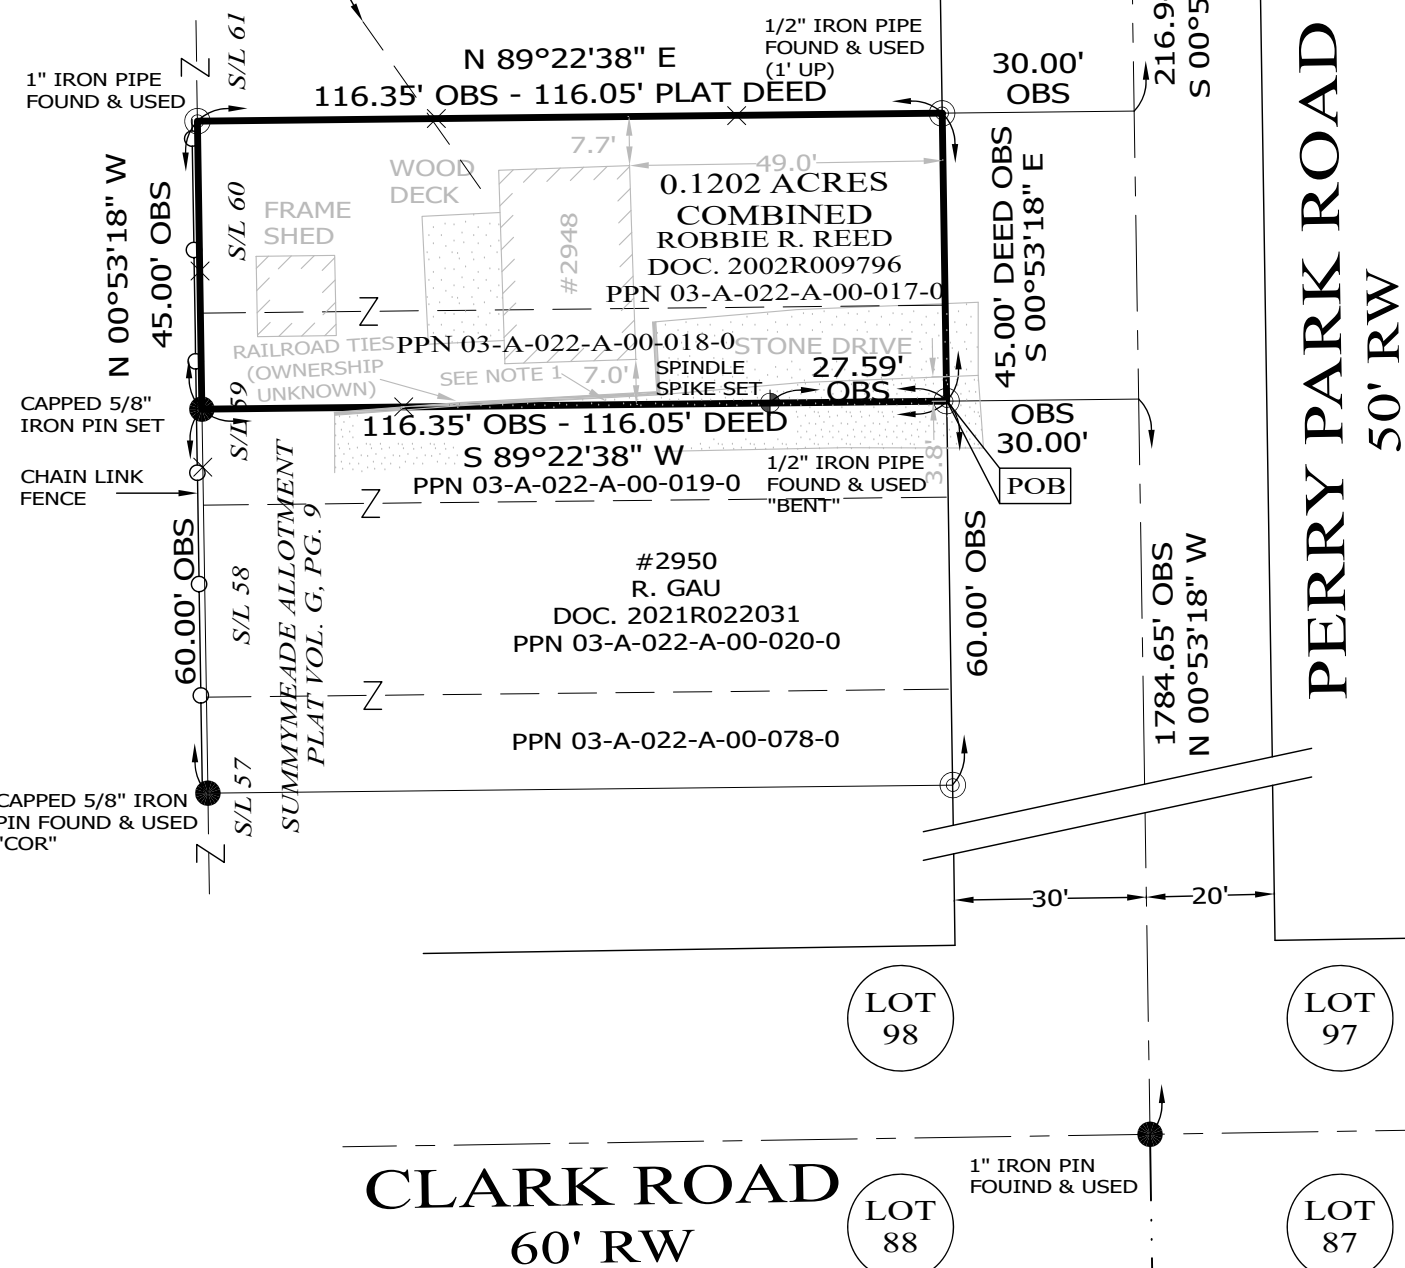 S/L 61
1" IRON PIPE
FOUND & USED
N 89°22'38" E
116.35' OBS - 116.05' PLAT DEED
1/2" IRON PIPE
FOUND & USED
(1' UP)
30.00'
OBS
N 00°53'18" W
45.00' OBS
S/L 60
FRAME
SHED
WOOD
DECK
7.7'
49.0'
#2948
0.1202 ACRES
COMBINED
ROBBIE R. REED
DOC. 2002R009796
PPN 03-A-022-A-00-017-0
45.00' DEED OBS
S 00°53'18" E
PERRY PARK ROAD
50' RW
PPN 03-A-022-A-00-018-0
STONE DRIVE
RAILROAD TIES
(OWNERSHIP
UNKNOWN)
SEE NOTE 1
7.0'
SPINDLE
SPIKE SET
27.59'
OBS
CAPPED 5/8"
IRON PIN SET
116.35' OBS - 116.05' DEED
S 89°22'38" W
PPN 03-A-022-A-00-019-0
1/2" IRON PIPE
FOUND & USED
"BENT"
3.8'
OBS
30.00'
POB
S/L 59
CHAIN LINK
FENCE
60.00' OBS
S/L 58
SUMMYMEADE ALLOTMENT
PLAT VOL. G, PG. 9
#2950
R. GAU
DOC. 2021R022031
PPN 03-A-022-A-00-020-0
60.00' OBS
1784.65' OBS
N 00°53'18" W
PPN 03-A-022-A-00-078-0
S/L 57
CAPPED 5/8" IRON
PIN FOUND & USED
"COR"
30'
20'
LOT
98
LOT
97
CLARK ROAD
60' RW
1" IRON PIN
FOUIND & USED
LOT
88
LOT
87